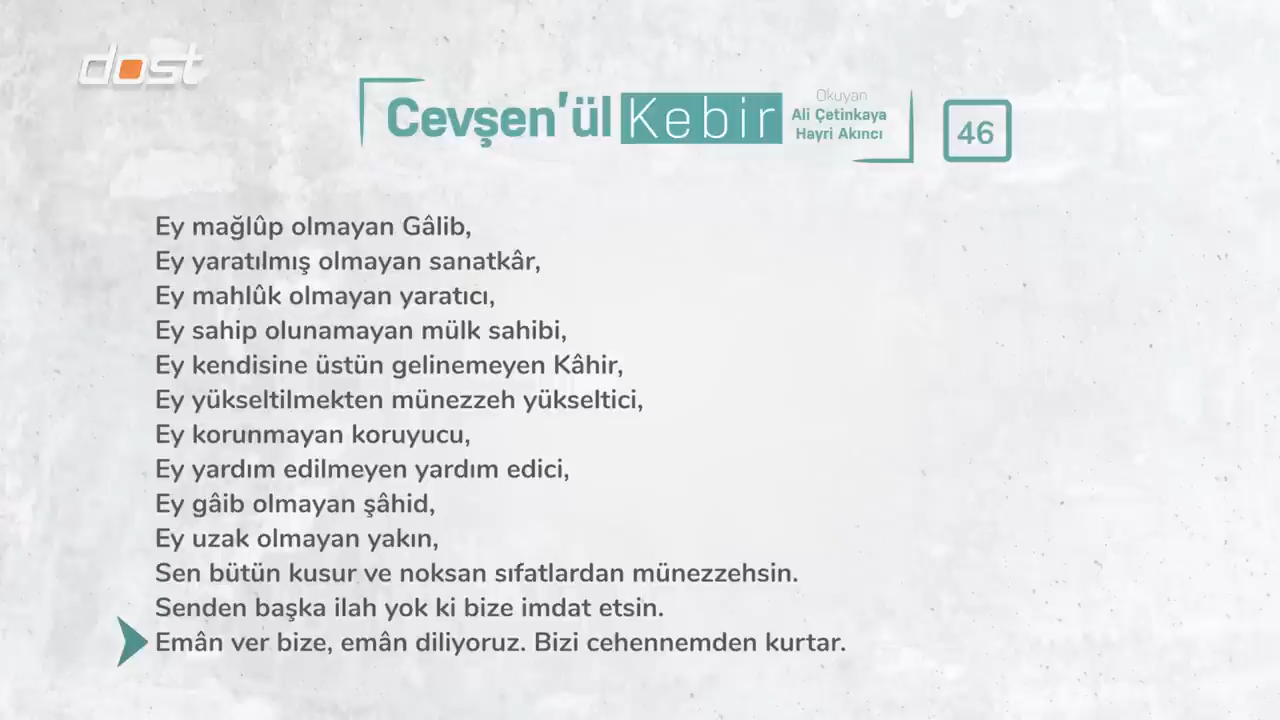 dost
Cevşen'ül Kebir
Okuyan
Ali Çetinkaya
Hayri Akıncı
46
Ey mağlûp olmayan Gâlib,
Ey yaratılmış olmayan sanatkâr,
Ey mahlûk olmayan yaratıcı,
Ey sahip olunamayan mülk sahibi,
Ey kendisine üstün gelinemeyen Kâhir,
Ey yükseltilmekten münezzeh yükseltici,
Ey korunmayan koruyucu,
Ey yardım edilmeyen yardım edici,
Ey gâib olmayan şâhid,
Ey uzak olmayan yakın,
Sen bütün kusur ve noksan sıfatlardan münezzehsin.
Senden başka ilah yok ki bize imdat etsin.
Emân ver bize, emân diliyoruz. Bizi cehennemden kurtar.